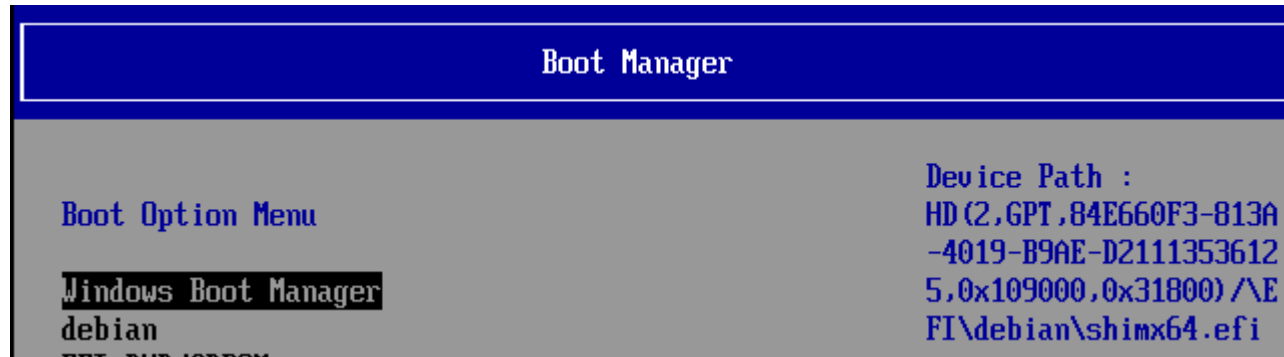 Boot Manager
Boot Option Menu
Windows Boot Manager
debian
Device Path :
HD(2,GPT,84E660F3-813A
-4019-B9AE-D2111353612
5,0x109000,0x31800)/\E
FI\debian\shimx64.efi